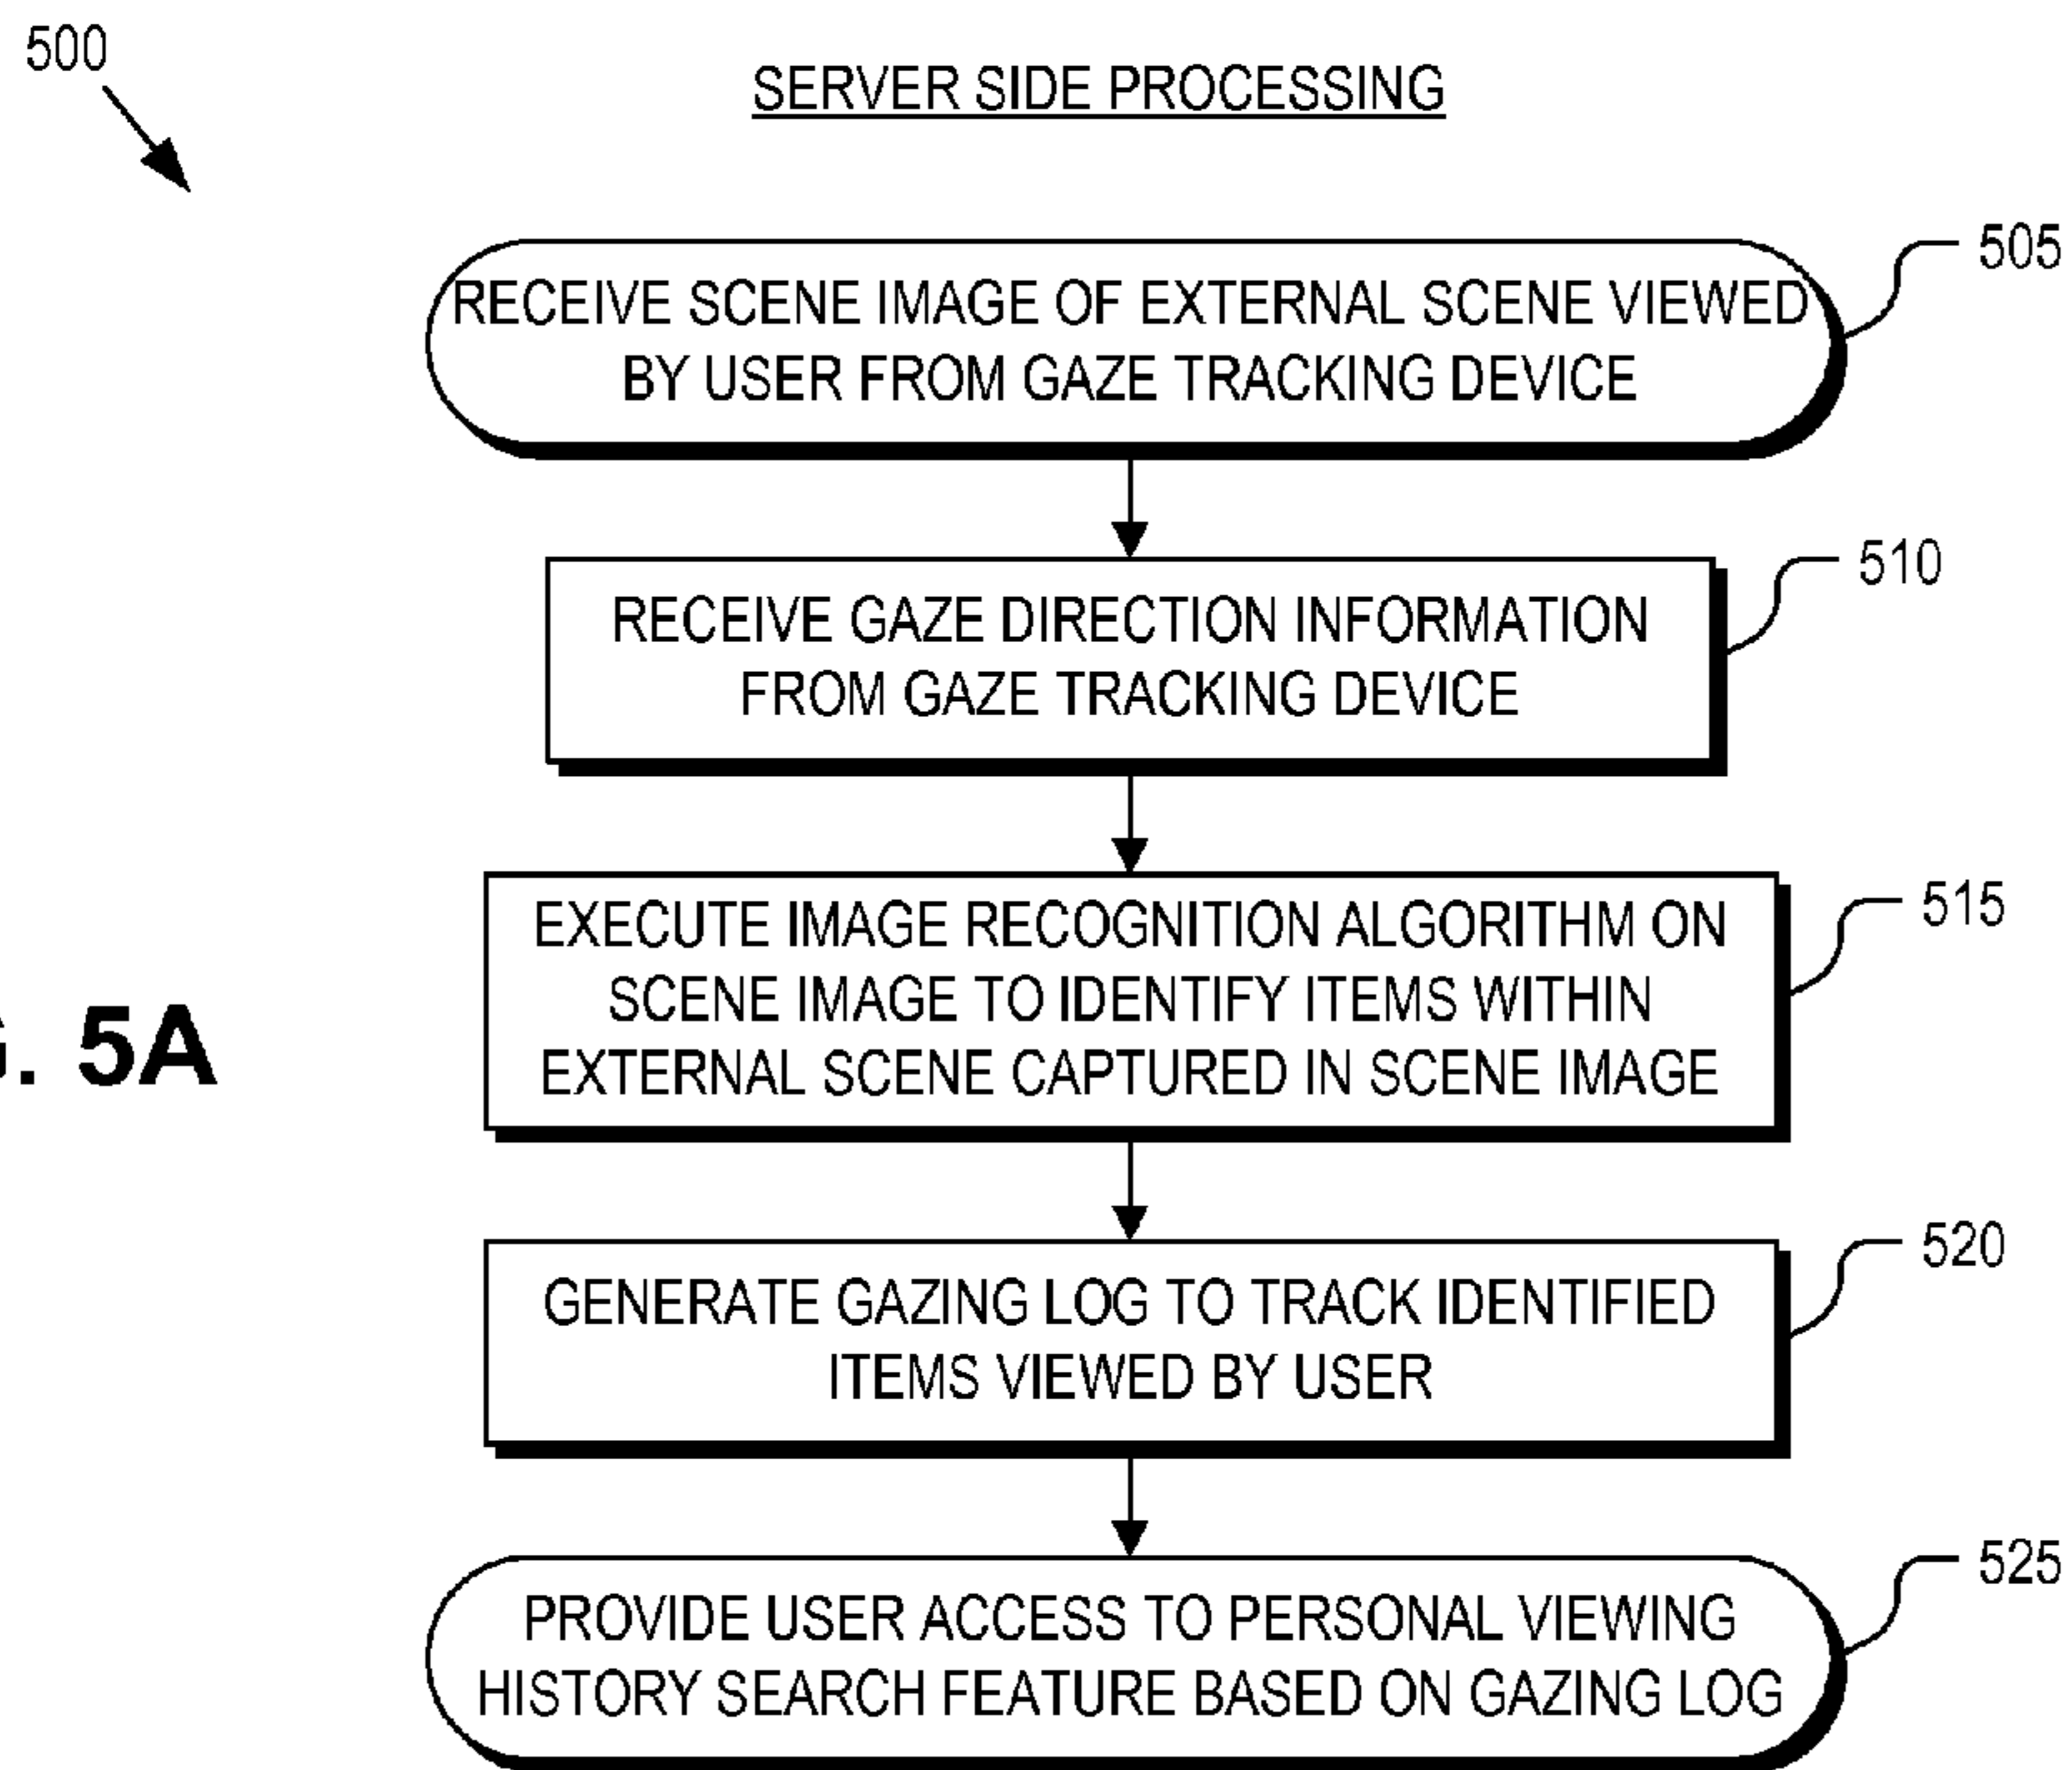 500
SERVER SIDE PROCESSING
RECEIVE SCENE IMAGE OF EXTERNAL SCENE VIEWED
BY USER FROM GAZE TRACKING DEVICE
505
RECEIVE GAZE DIRECTION INFORMATION
FROM GAZE TRACKING DEVICE
510
EXECUTE IMAGE RECOGNITION ALGORITHM ON
SCENE IMAGE TO IDENTIFY ITEMS WITHIN
EXTERNAL SCENE CAPTURED IN SCENE IMAGE
515
G. 5A
GENERATE GAZING LOG TO TRACK IDENTIFIED
ITEMS VIEWED BY USER
520
PROVIDE USER ACCESS TO PERSONAL VIEWING
HISTORY SEARCH FEATURE BASED ON GAZING LOG
525